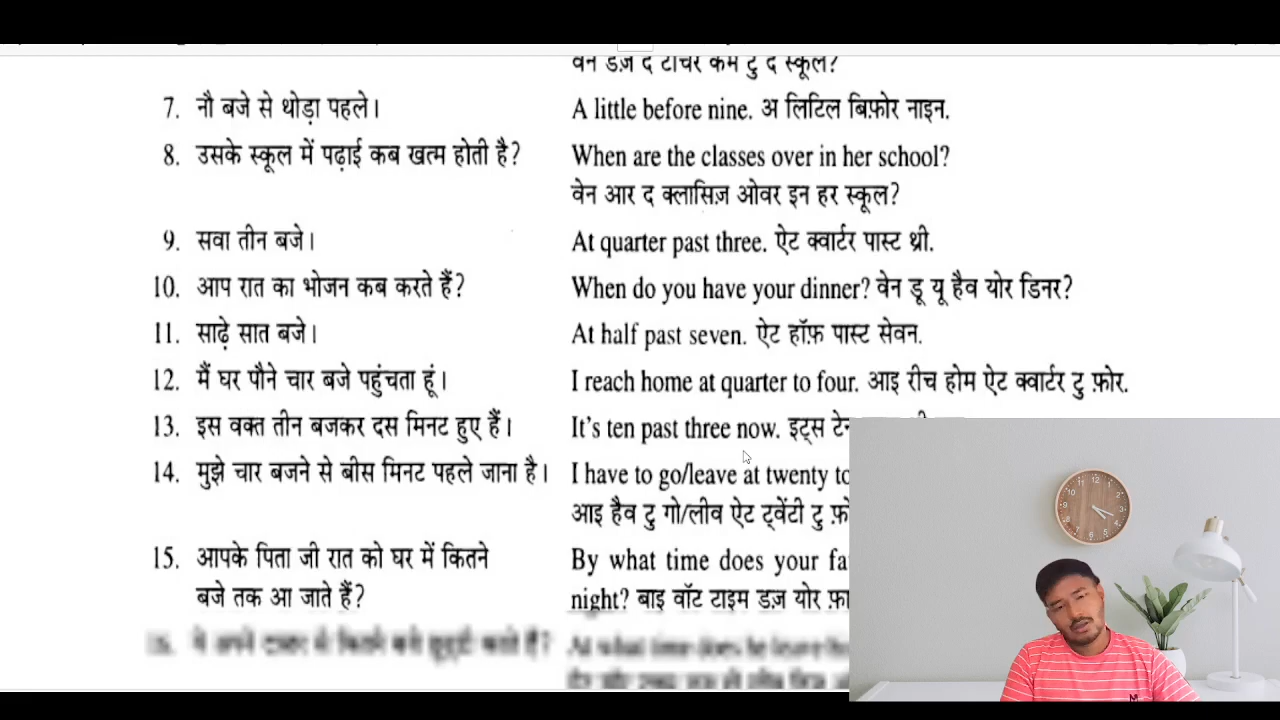 वेन डज़ द टीचर कम टु द स्कूल?
7. नौ बजे से थोड़ा पहले। A little before nine. अ लिटिल बिफ़ोर नाइन.
8. उसके स्कूल में पढ़ाई कब खत्म होती है? When are the classes over in her school?
वेन आर द क्लासिज़ ओवर इन हर स्कूल?
9. सवा तीन बजे। At quarter past three. ऐट क्वार्टर पास्ट थ्री.
10. आप रात का भोजन कब करते हैं? When do you have your dinner? वेन डू यू हैव योर डिनर?
11. साढ़े सात बजे। At half past seven. ऐट हॉफ़ पास्ट सेवन.
12. मैं घर पौने चार बजे पहुंचता हूं। I reach home at quarter to four. आइ रीच होम ऐट क्वार्टर टु फ़ोर.
13. इस वक्त तीन बजकर दस मिनट हुए हैं। It's ten past three now. इट्स
14. मुझे चार बजने से बीस मिनट पहले जाना है। I have to go/leave at twenty to
आइ हैव टु गो/लीव ऐट ट्वेंटी टु
15. आपके पिता जी रात को घर में कितने By what time does your
बजे तक आ जाते हैं? night? बाइ वॉट टाइम डज़ योर